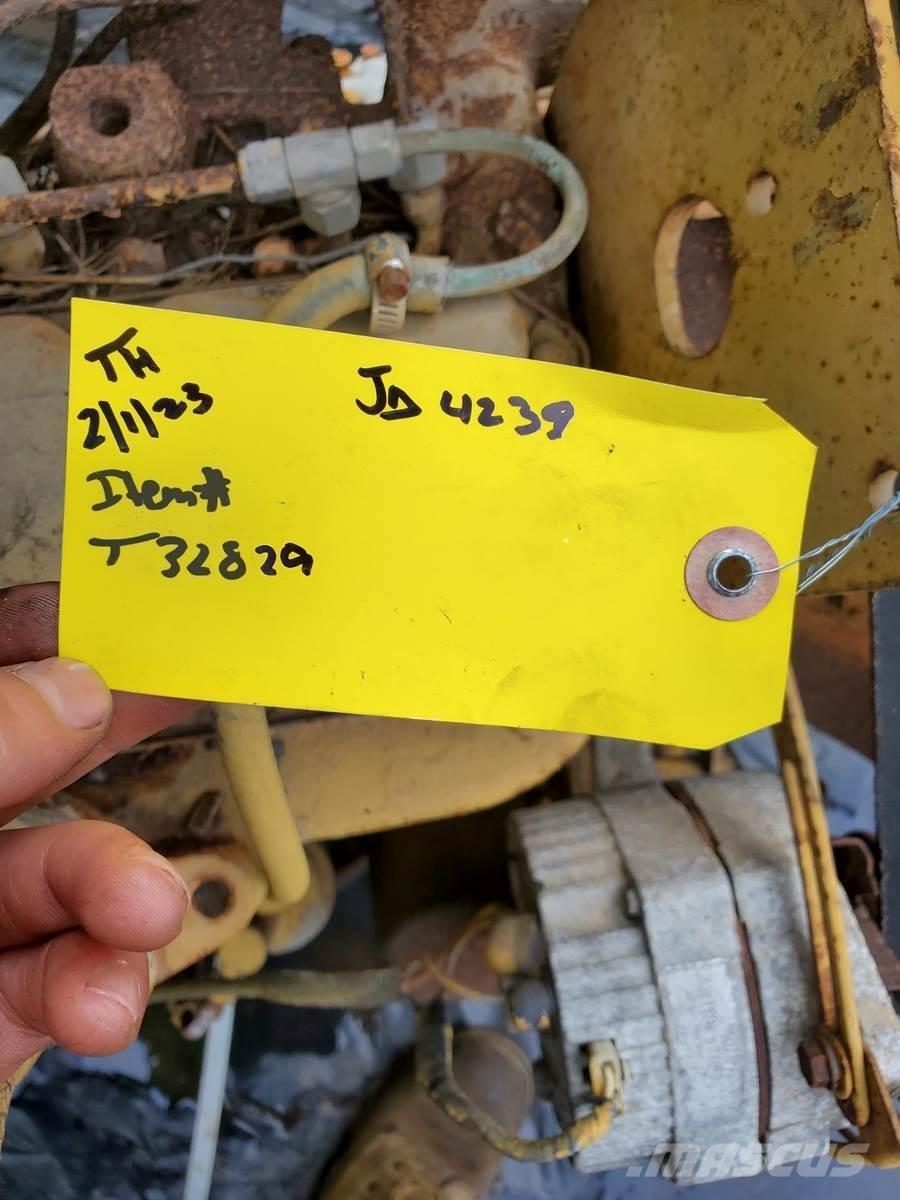 TH
2/1/23
Item#
T32829
JD 4239
MASCUS